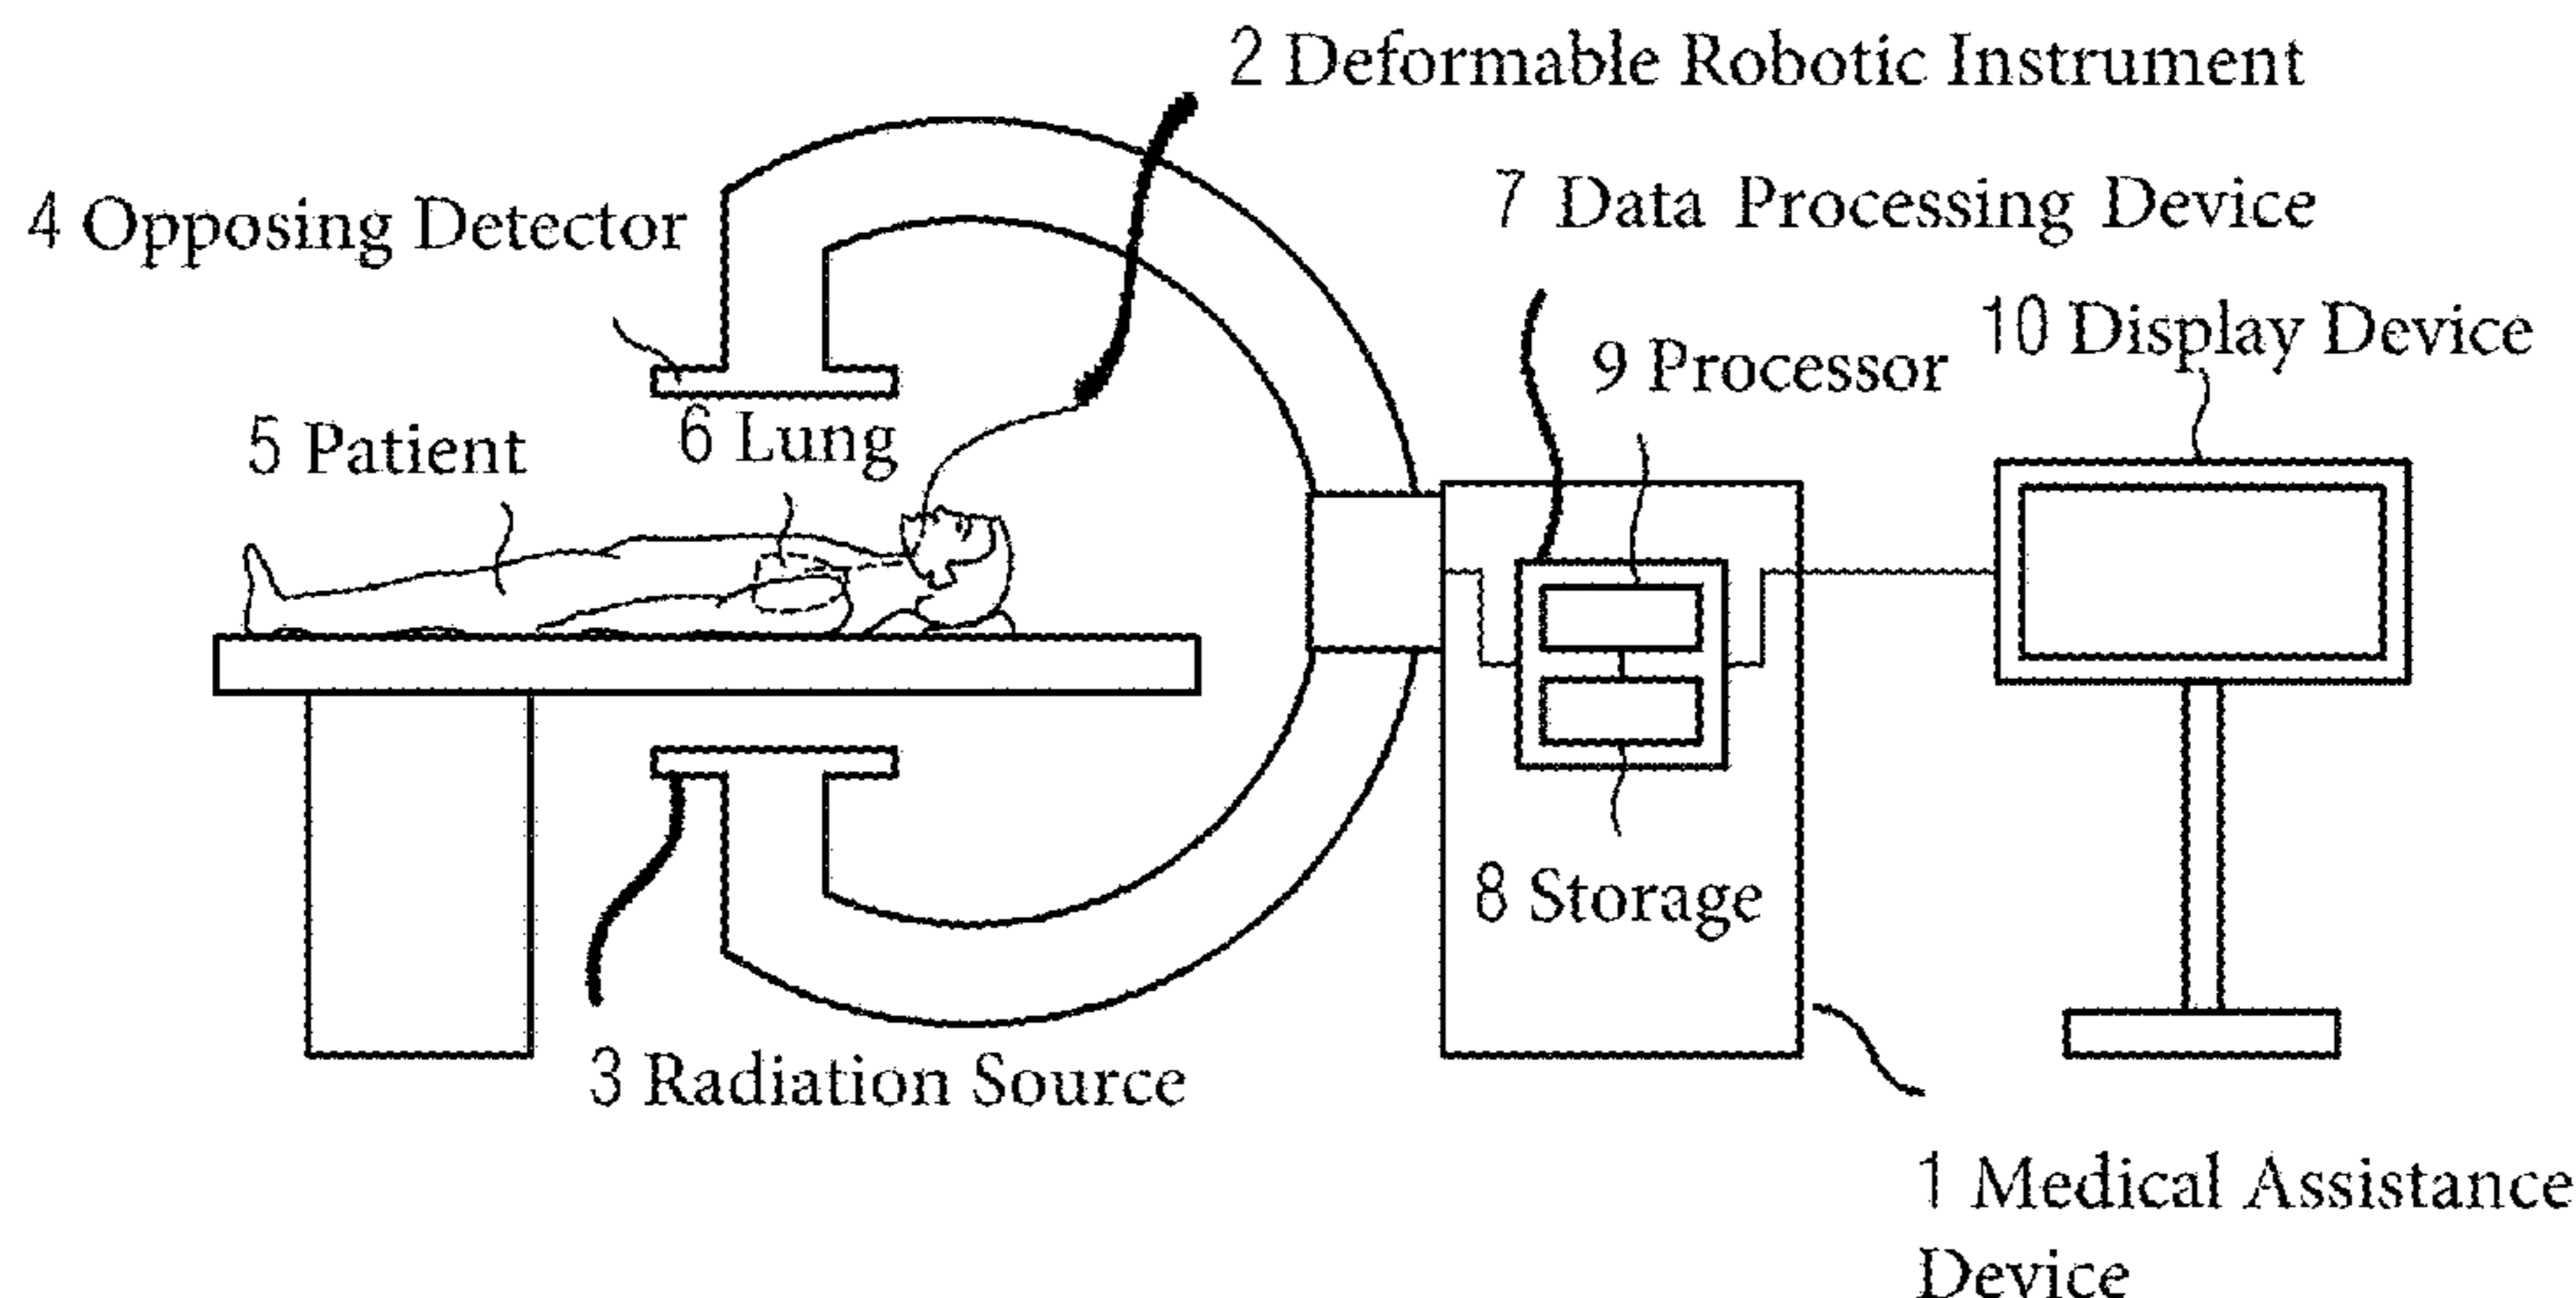 2 Deformable Robotic Instrument
7 Data Processing Device
4 Opposing Detector
10 Display Device
9 Processor
5 Patient
6 Lung
8 Storage
3 Radiation Source
1 Medical Assistance
Device